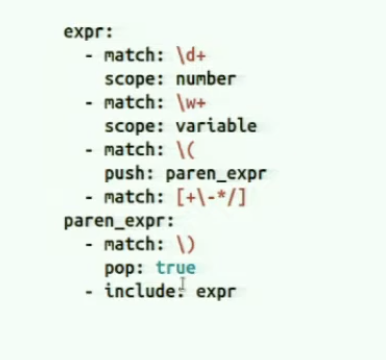 expr:
- match: \d+
scope: number
- match: \w+
scope: variable
- match: \(
push: paren_expr
- match: [+\-*/]
paren_expr:
- match: \)
pop: true
- include: expr